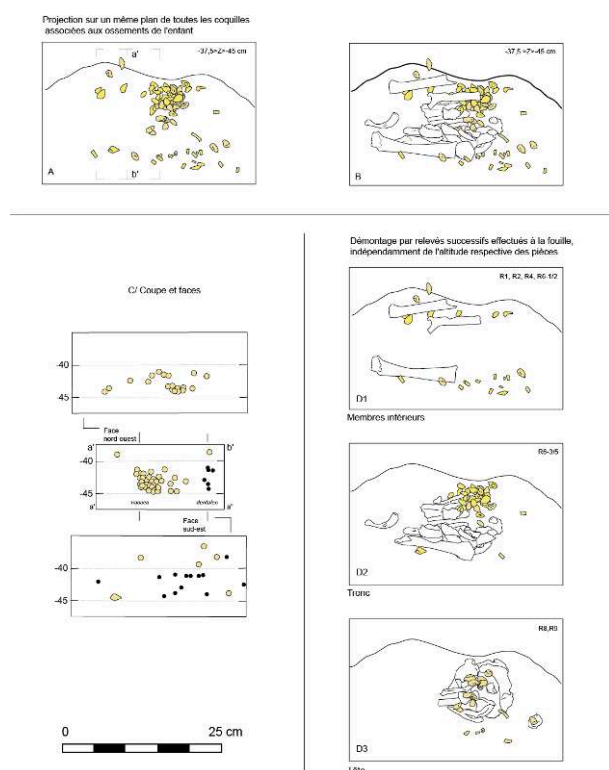 Projection sur un même plan de toutes les coquilles
associées aux ossements de l'enfant
a'
-37,5>Z>-45 cm
A
b'
-37,5 >Z>-45 cm
B
C/ Coupe et faces
-40
-45
Face
nord ouest
a'
b'
-40
-45
a'
a'
nasses
dentales
Face
sud-est
-40
-45
0
25 cm
Démontage par relevés successifs effectués à la fouille,
indépendamment de l'altitude respective des pièces
R1, R2, R4, R6-1/2
D1
Membres inférieurs
R6-3/5
D2
Tronc
R8,R9
D3